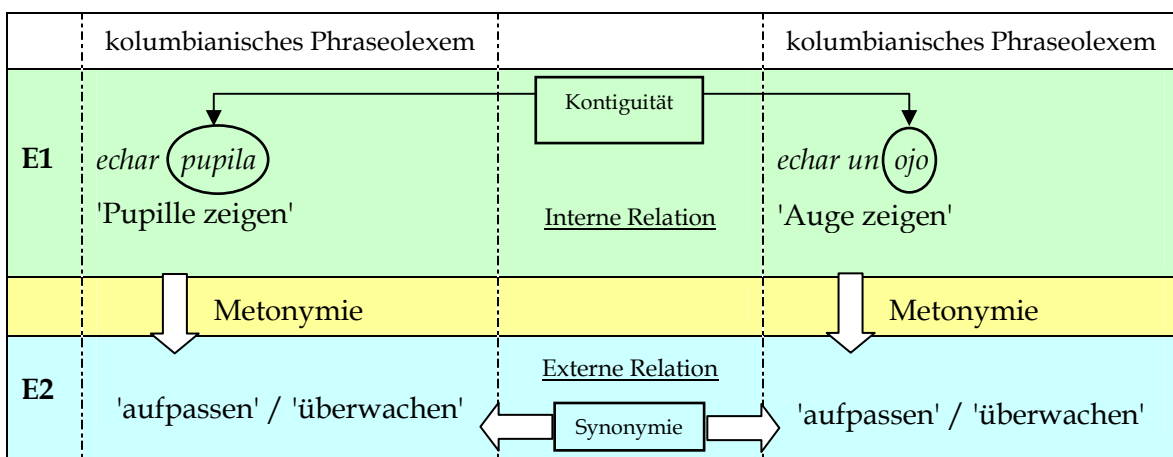 kolumbianisches Phraseolexem
kolumbianisches Phraseolexem
Kontiguität
E1
echar pupila
echar un ojo
'Pupille zeigen'
Interne Relation
'Auge zeigen'
Metonymie
Metonymie
E2
Externe Relation
'aufpassen' / 'überwachen'
Synonymie
'aufpassen' / 'überwachen'